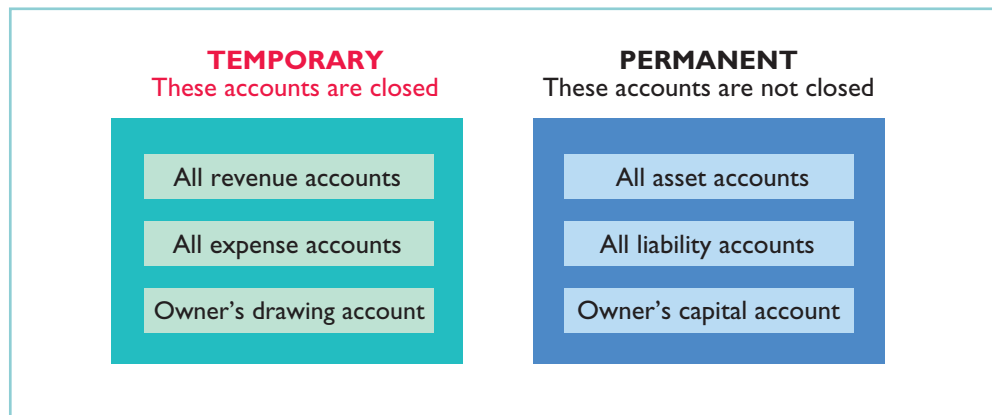 TEMPORARY
These accounts are closed
All revenue accounts
All expense accounts
Owner’s drawing account
PERMANENT
These accounts are not closed
All asset accounts
All liability accounts
Owner’s capital account